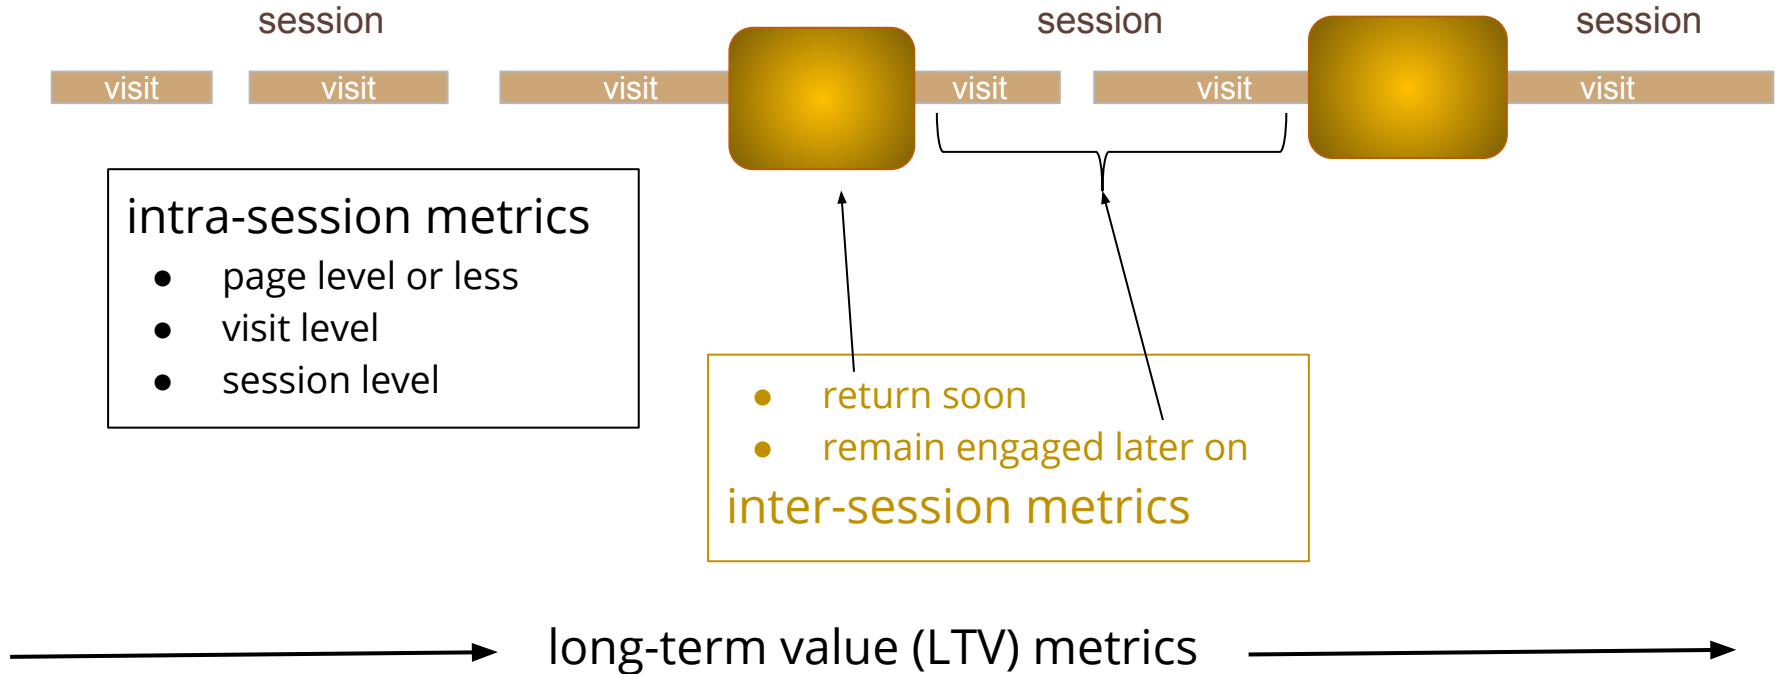 session session session
visit visit visit visit visit visit
intra-session metrics
● page level or less
● visit level
● session level
● return soon
● remain engaged later on
inter-session metrics
long-term value (LTV) metrics